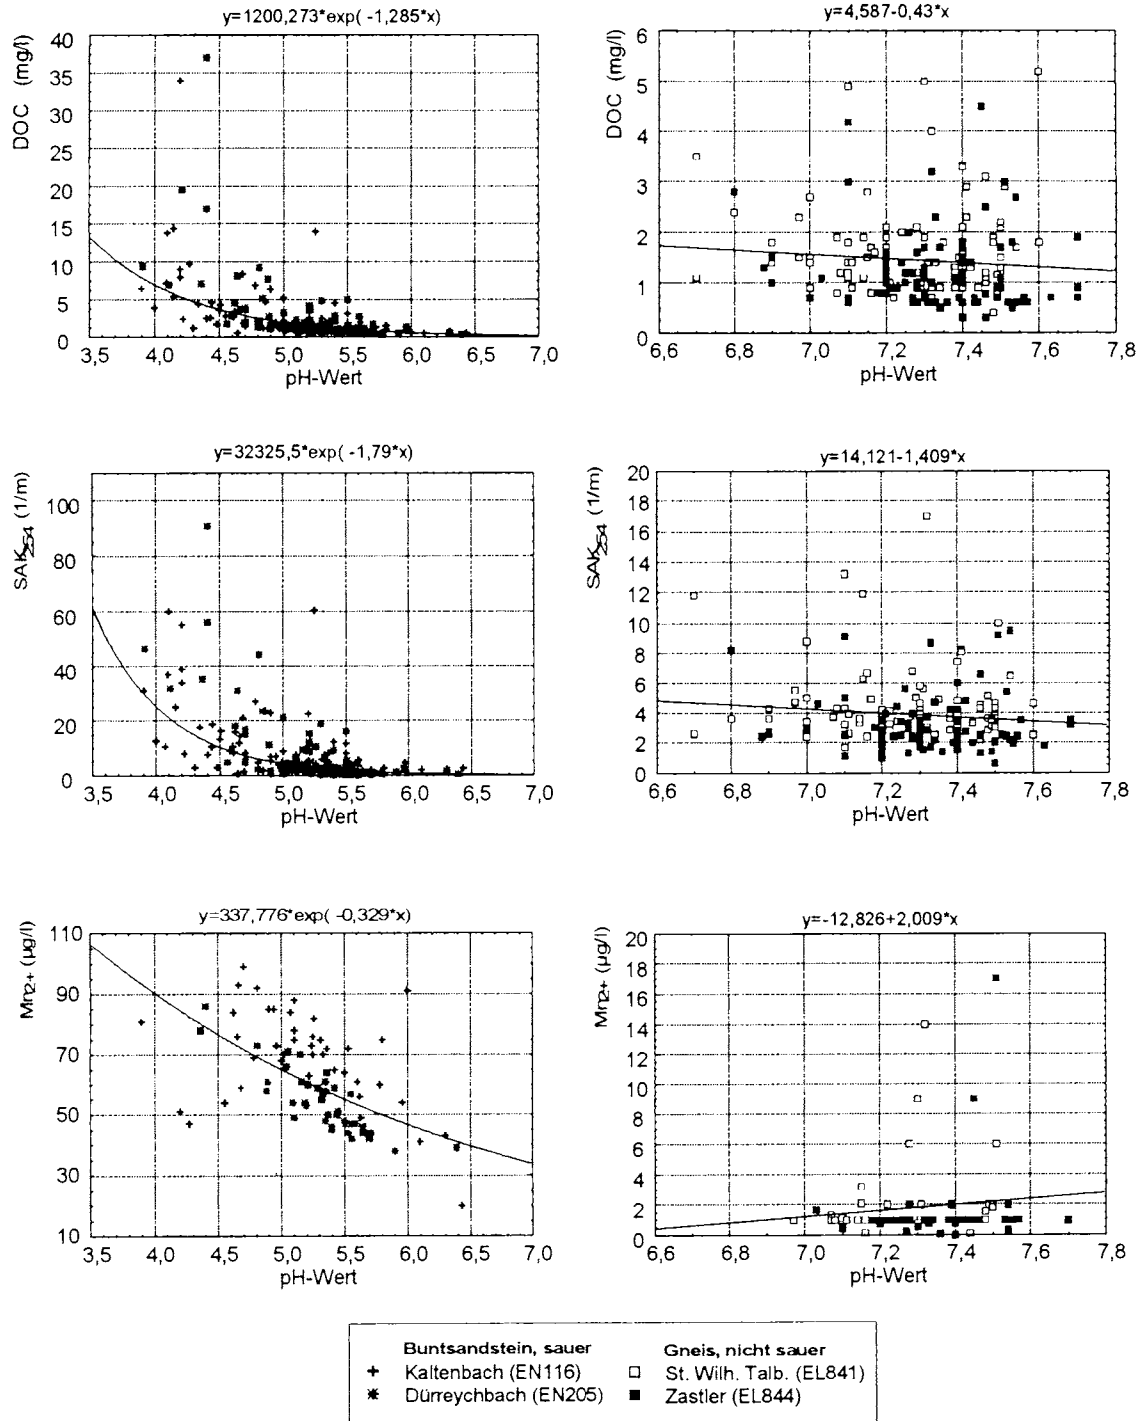 y=1200,273*exp( -1,285*x)
DOC (mg/l)
40
35
30
25
20
15
10
5
0
3,5 4,0 4,5 5,0 5,5 6,0 6,5 7,0
pH-Wert
y=4,587-0,43*x
DOC (mg/l)
6
5
4
3
2
1
0
6,6 6,8 7,0 7,2 7,4 7,6 7,8
pH-Wert
y=32325,5*exp( -1,79*x)
SAK254 (1/m)
100
80
60
40
20
0
3,5 4,0 4,5 5,0 5,5 6,0 6,5 7,0
pH-Wert
y=14,121-1,409*x
SAK254 (1/m)
20
18
16
14
12
10
8
6
4
2
0
6,6 6,8 7,0 7,2 7,4 7,6 7,8
pH-Wert
y=337,776*exp( -0,329*x)
Mn2+ (µg/l)
110
90
70
50
30
10
3,5 4,0 4,5 5,0 5,5 6,0 6,5 7,0
pH-Wert
y=-12,826+2,009*x
Mn2+ (µg/l)
20
18
16
14
12
10
8
6
4
2
0
6,6 6,8 7,0 7,2 7,4 7,6 7,8
pH-Wert
Buntsandstein, sauer
Kaltenbach (EN116)
Dürreychbach (EN205)
Gneis, nicht sauer
St. Wilh. Talb. (EL841)
Zastler (EL844)